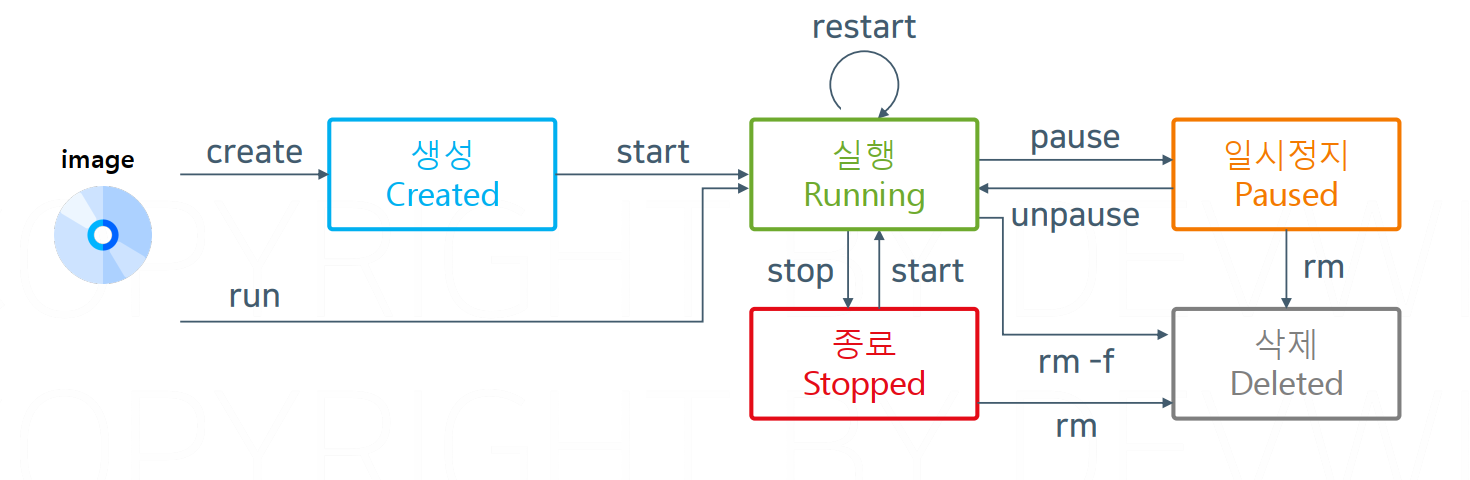 restart
image
create
생성
Created
start
실행
Running
pause
일시정지
Paused
unpause
run
stop
start
rm
종료
Stopped
rm -f
삭제
Deleted
rm